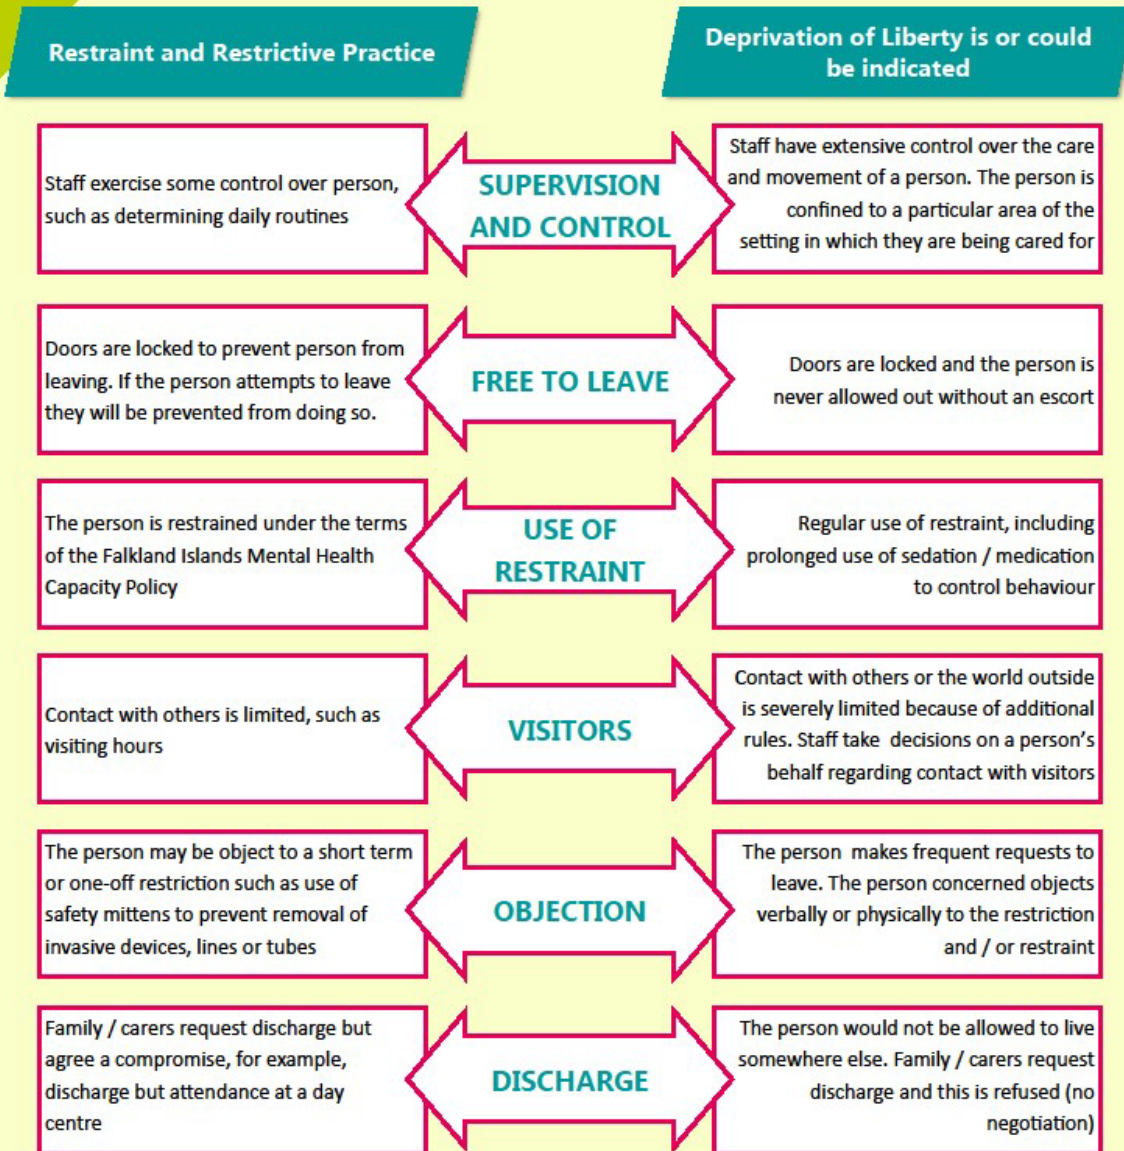 Restraint and Restrictive Practice
Deprivation of Liberty is or could
be indicated
Staff exercise some control over person,
such as determining daily routines
SUPERVISION
AND CONTROL
Staff have extensive control over the care
and movement of a person. The person is
confined to a particular area of the
setting in which they are being cared for
Doors are locked to prevent person from
leaving. If the person attempts to leave
they will be prevented from doing so.
FREE TO LEAVE
Doors are locked and the person is
never allowed out without an escort
The person is restrained under the terms
of the Falkland Islands Mental Health
Capacity Policy
USE OF
RESTRAINT
Regular use of restraint, including
prolonged use of sedation / medication
to control behaviour
Contact with others is limited, such as
visiting hours
VISITORS
Contact with others or the world outside
is severely limited because of additional
rules. Staff take decisions on a person's
behalf regarding contact with visitors
The person may be object to a short term
or one-off restriction such as use of
safety mittens to prevent removal of
invasive devices, lines or tubes
OBJECTION
The person makes frequent requests to
leave. The person concerned objects
verbally or physically to the restriction
and / or restraint
Family / carers request discharge but
agree a compromise, for example,
discharge but attendance at a day
centre
DISCHARGE
The person would not be allowed to live
somewhere else. Family / carers request
discharge and this is refused (no
negotiation)